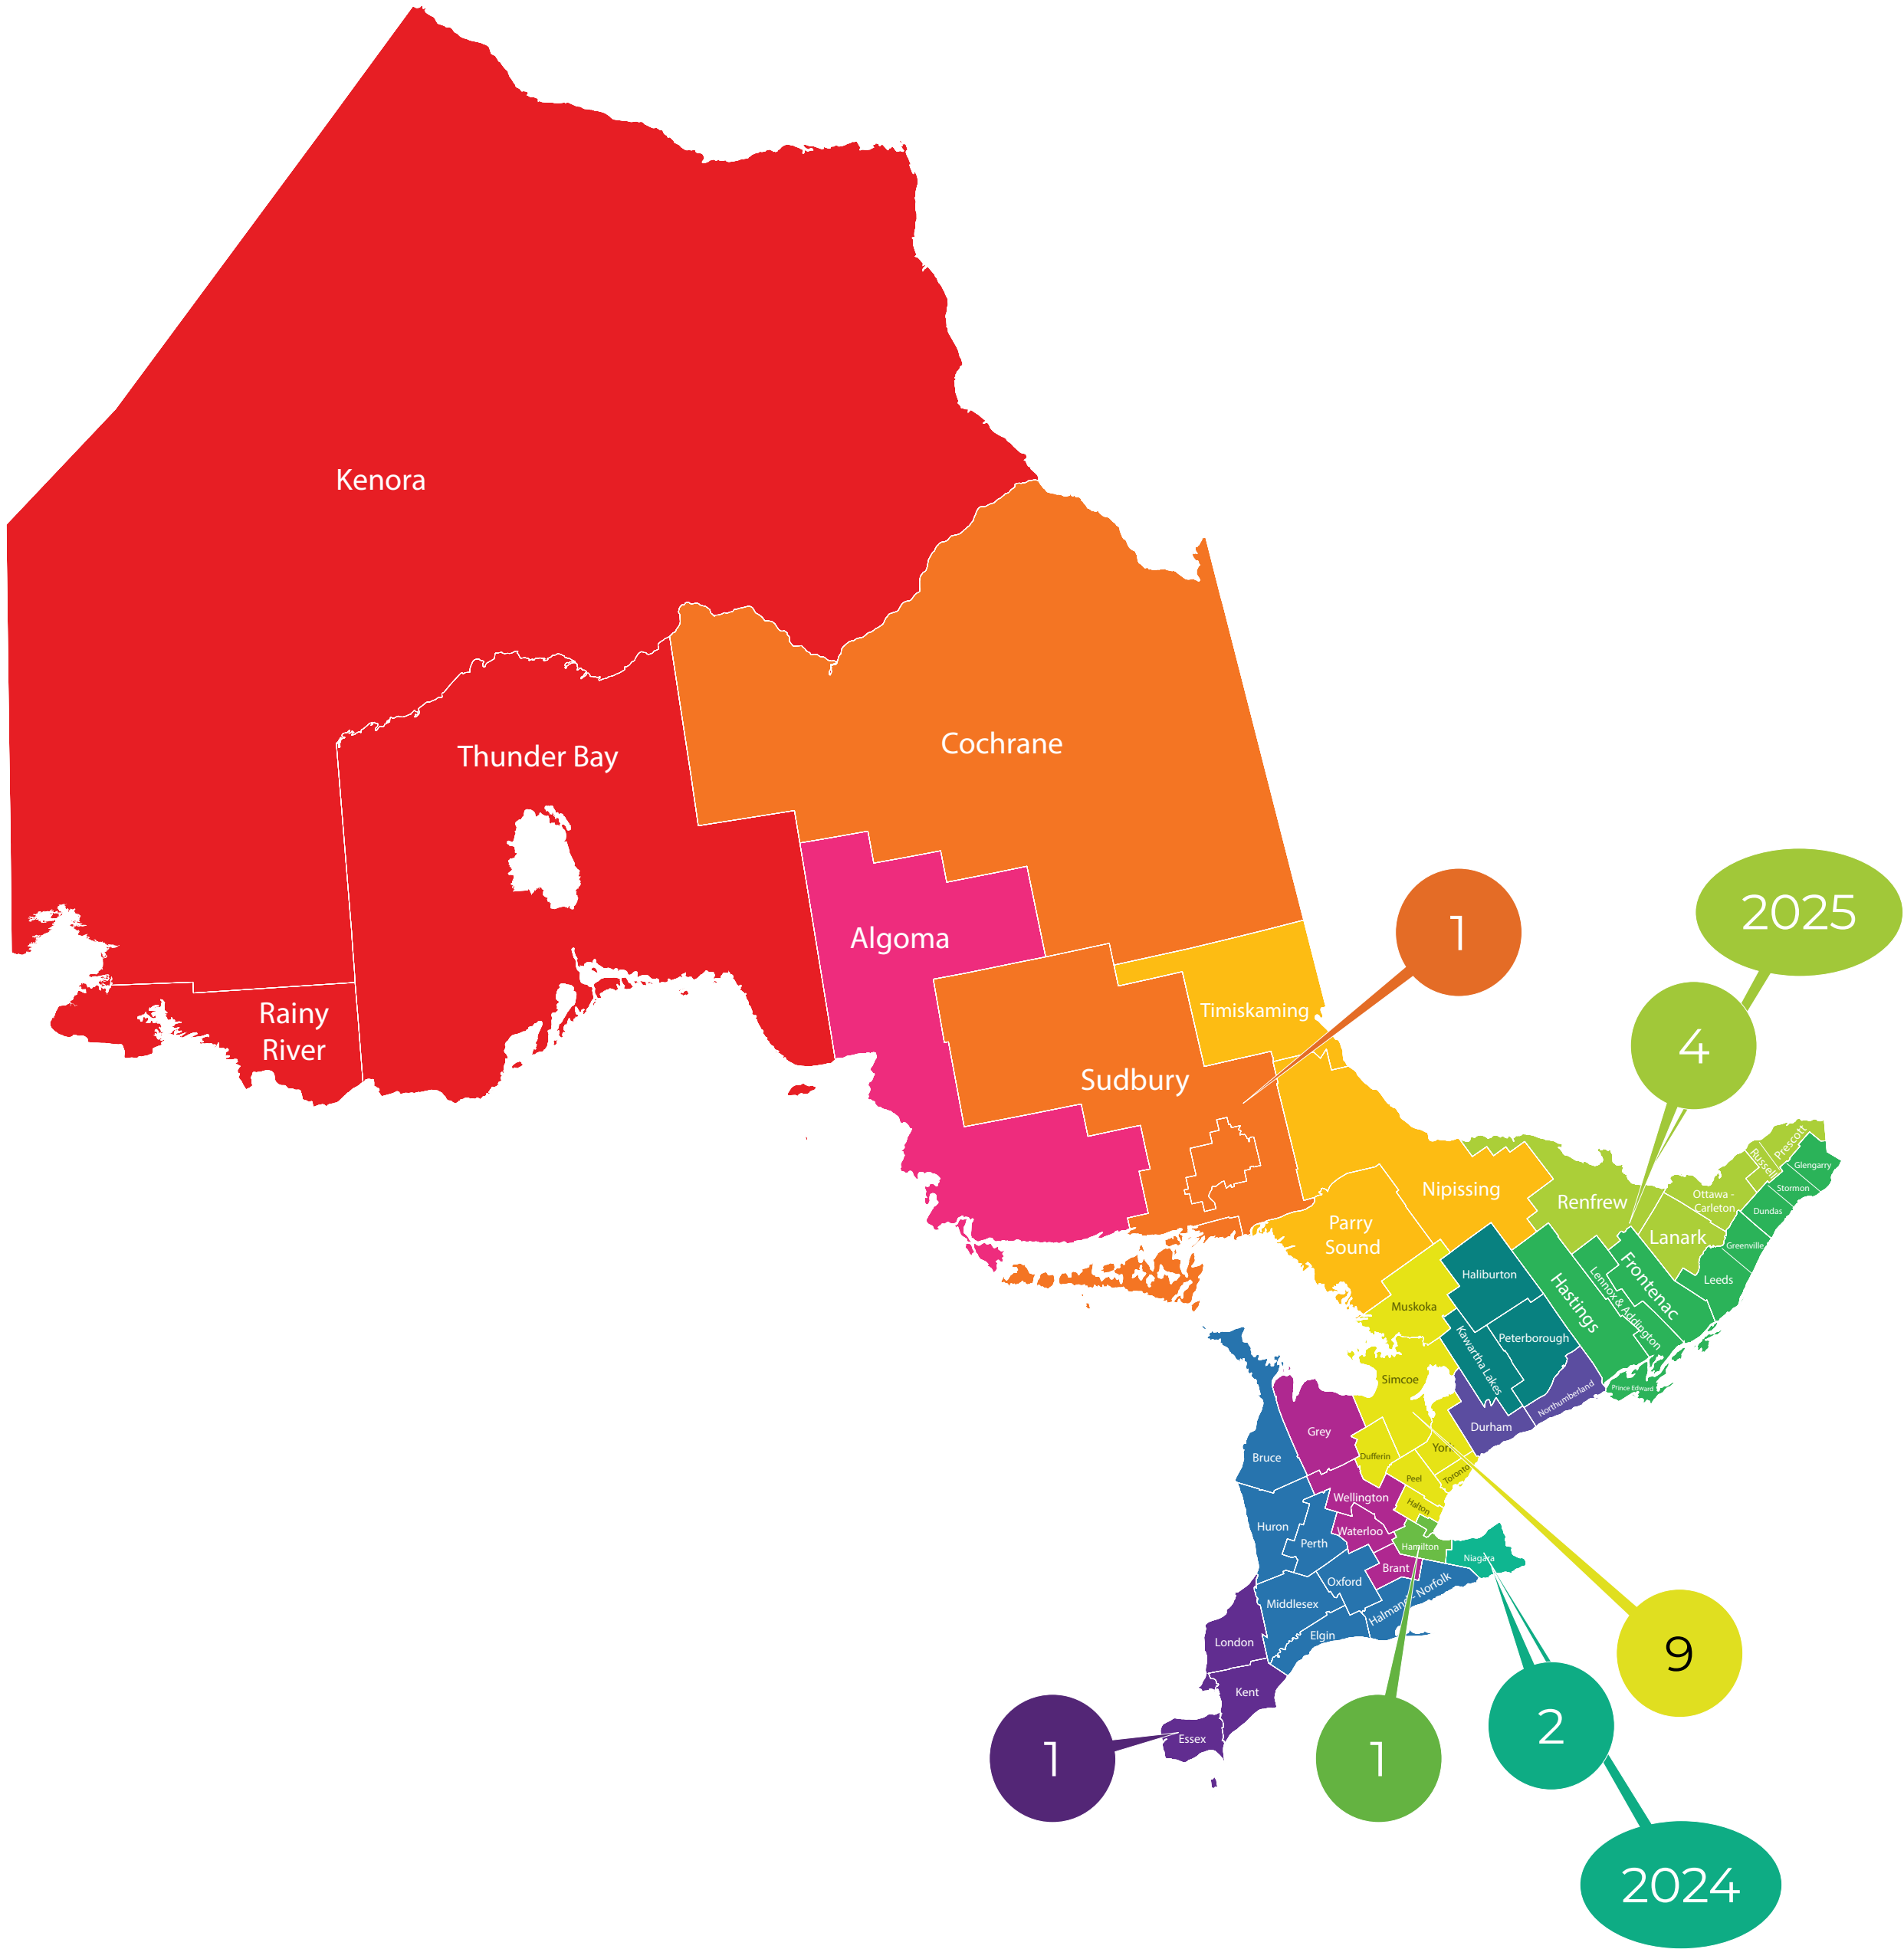 Kenora
Thunder Bay
Cochrane
2025
1
Algoma
4
Timiskaming
Rainy
River
Sudbury
Prescott
Russell
Glengarry
Stormon
Nipissing
Renfrew
Ottawa -
Carleton
Dundas
Parry
Sound
Lanark
Greenville
Haliburton
Hastings
Lennox & Addington
Frontenac
Leeds
Muskoka
Peterborough
Kawartha Lakes
Simcoe
Prince Edward
Northumberland
Durham
Grey
Bruce
Dufferin
York
Toronto
Peel
Wellington
Halton
Huron
Waterloo
Perth
Hamilton
Niagara
Brant
Oxford
Norfolk
Middlesex
Elgin
London
9
Kent
2
Essex
1
1
2024